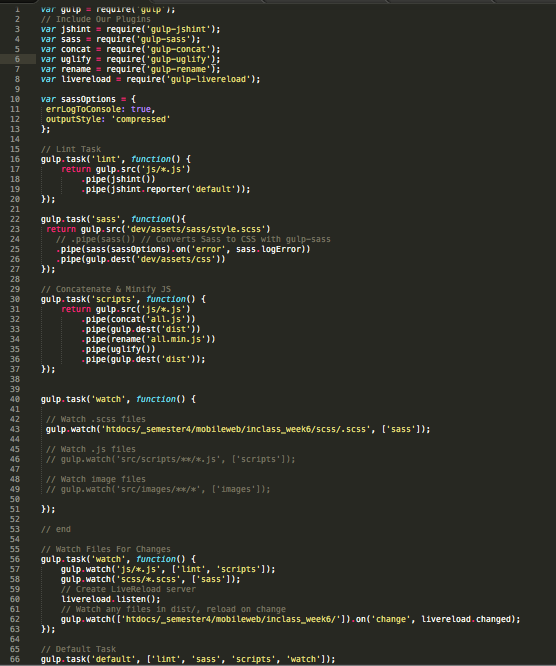 1 var gulp = require('gulp');
2 // Include Our Plugins
3 var jshint = require('gulp-jshint');
4 var sass = require('gulp-sass');
5 var concat = require('gulp-concat');
6 var uglify = require('gulp-uglify');
7 var rename = require('gulp-rename');
8 var livereload = require('gulp-livereload');
9
10 var sassOptions = {
11 errLogToConsole: true,
12 outputStyle: 'compressed'
13 };
14
15 // Lint Task
16 gulp.task('lint', function() {
17 return gulp.src('js/*.js')
18 .pipe(jshint())
19 .pipe(jshint.reporter('default'));
20 });
21
22 gulp.task('sass', function(){
23 return gulp.src('dev/assets/sass/style.scss')
24 // .pipe(sass()) // Converts Sass to CSS with gulp-sass
25 .pipe(sass(sassOptions).on('error', sass.logError))
26 .pipe(gulp.dest('dev/assets/css'))
27 });
28
29 // Concatenate & Minify JS
30 gulp.task('scripts', function() {
31 return gulp.src('js/*.js')
32 .pipe(concat('all.js'))
33 .pipe(gulp.dest('dist'))
34 .pipe(rename('all.min.js'))
35 .pipe(uglify())
36 .pipe(gulp.dest('dist'));
37 });
38
39
40 gulp.task('watch', function() {
41
42 // Watch .scss files
43 gulp.watch('htdocs/_semester4/mobileweb/inclass_week6/scss/.scss', ['sass']);
44
45 // Watch .js files
46 // gulp.watch('src/scripts/**/*.js', ['scripts']);
47
48 // Watch image files
49 // gulp.watch('src/images/**/*', ['images']);
50
51 });
52
53 // end
54
55 // Watch Files For Changes
56 gulp.task('watch', function() {
57 gulp.watch('js/*.js', ['lint', 'scripts']);
58 gulp.watch('scss/*.scss', ['sass']);
59 // Create LiveReload server
60 livereload.listen();
61 // Watch any files in dist/, reload on change
62 gulp.watch(['htdocs/_semester4/mobileweb/inclass_week6/']).on('change', livereload.changed);
63 });
64
65 // Default Task
66 gulp.task('default', ['lint', 'sass', 'scripts', 'watch']);